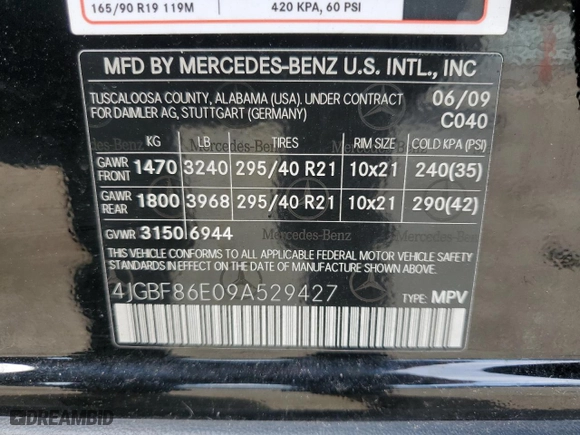 165/90 R19 119M 420 KPA, 60 PSI
MFD BY MERCEDES-BENZ U.S. INTL., INC
TUSCALOOSA COUNTY, ALABAMA (USA). UNDER CONTRACT 06/09
FOR DAIMLER AG, STUTTGART (GERMANY) C040
KG LB TIRES RIM SIZE COLD KPA (PSI)
GAWR FRONT 1470 3240 295/40 R21 10x21 240(35)
GAWR REAR 1800 3968 295/40 R21 10x21 290(42)
GVWR 3150 6944
Mercedes-Benz
THIS VEHICLE CONFORMS TO ALL APPLICABLE FEDERAL MOTOR VEHICLE SAFETY
STANDARDS IN EFFECT ON THE DATE OF MANUFACTURE SHOWN ABOVE.
4JGBF86E09A529427 TYPE: MPV
DREAMBID